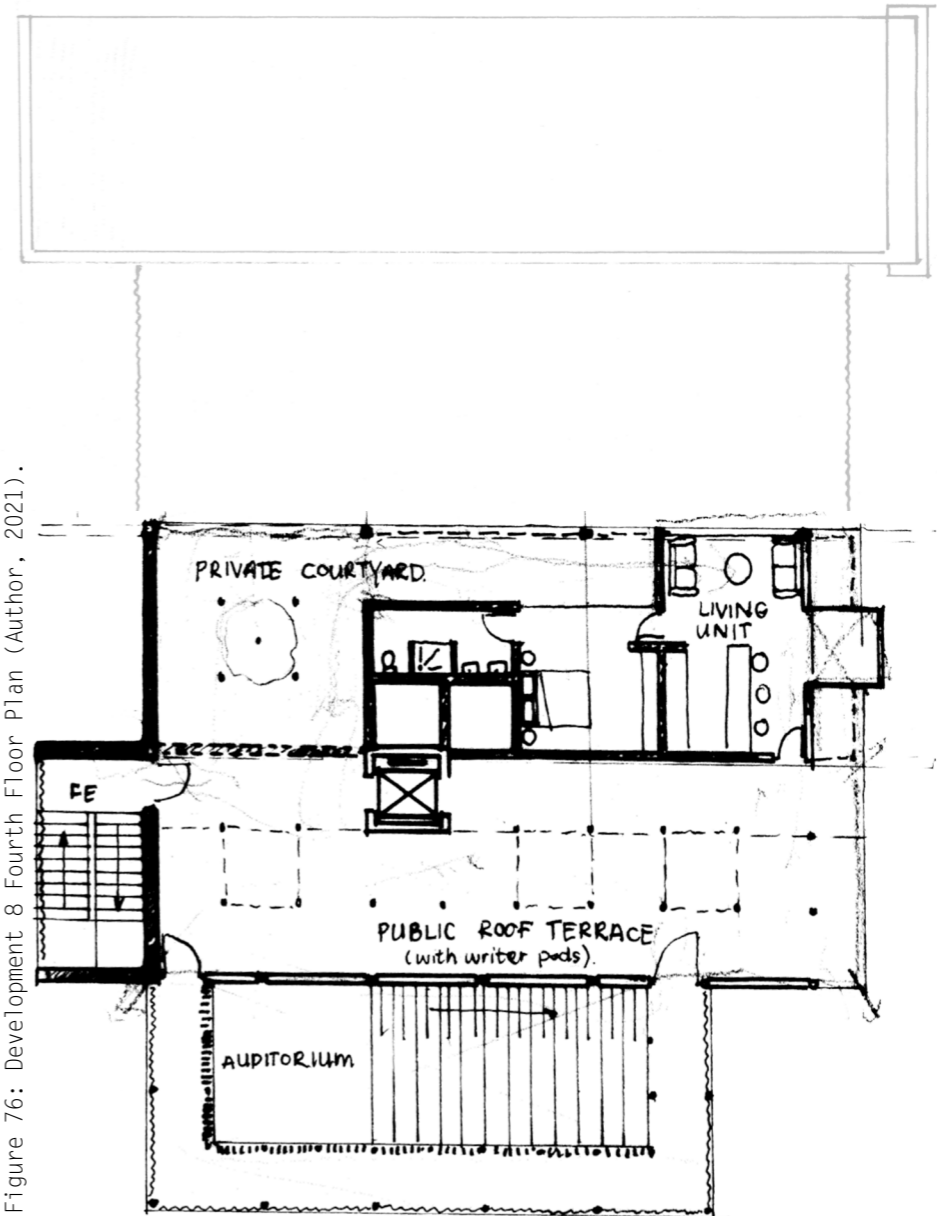 PRIVATE COURTYARD.
LIVING
UNIT
FE
PUBLIC ROOF TERRACE
(with writer pods).
AUDITORIUM
Figure 76: Development 8 Fourth Floor Plan (Author, 2021).